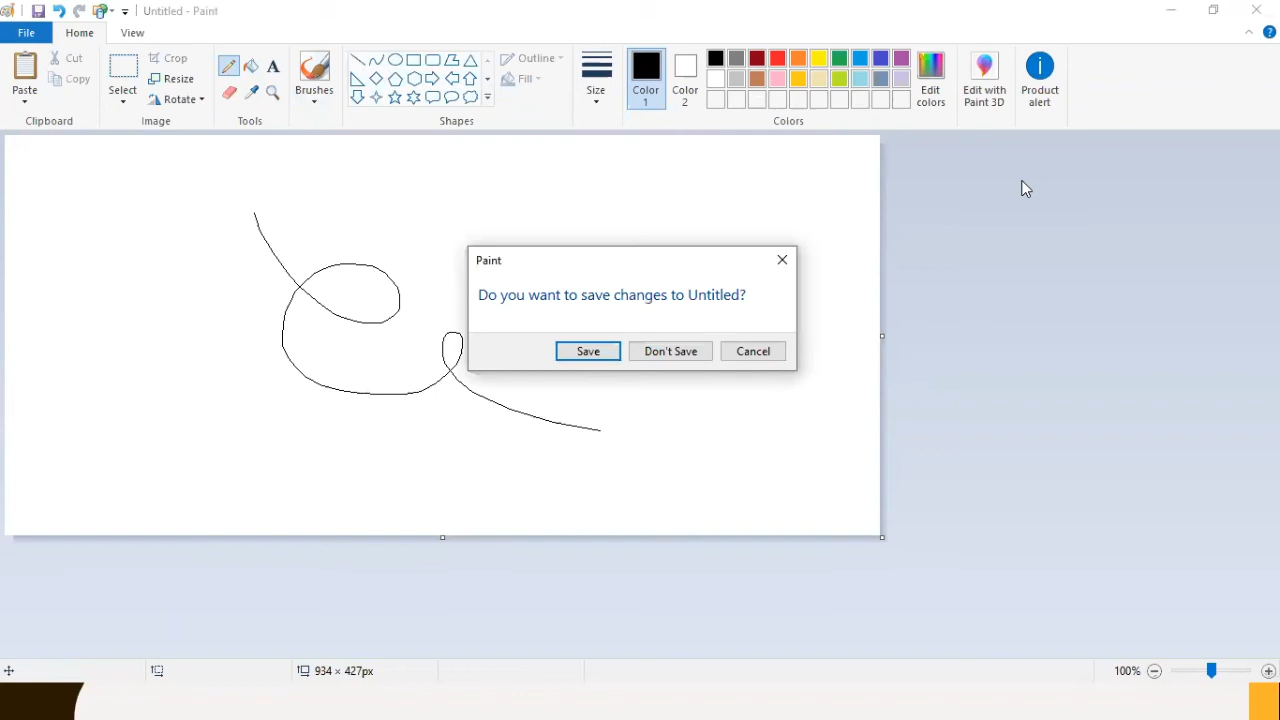 Untitled - Paint
File
Home
View
Paste
Cut
Copy
Clipboard
Select
Crop
Resize
Rotate
Image
A
Tools
Brushes
Outline
Fill
Shapes
Size
Color 1
Color 2
Colors
Edit colors
Edit with Paint 3D
Product alert
Paint
Do you want to save changes to Untitled?
Save
Don't Save
Cancel
934 × 427px
100%